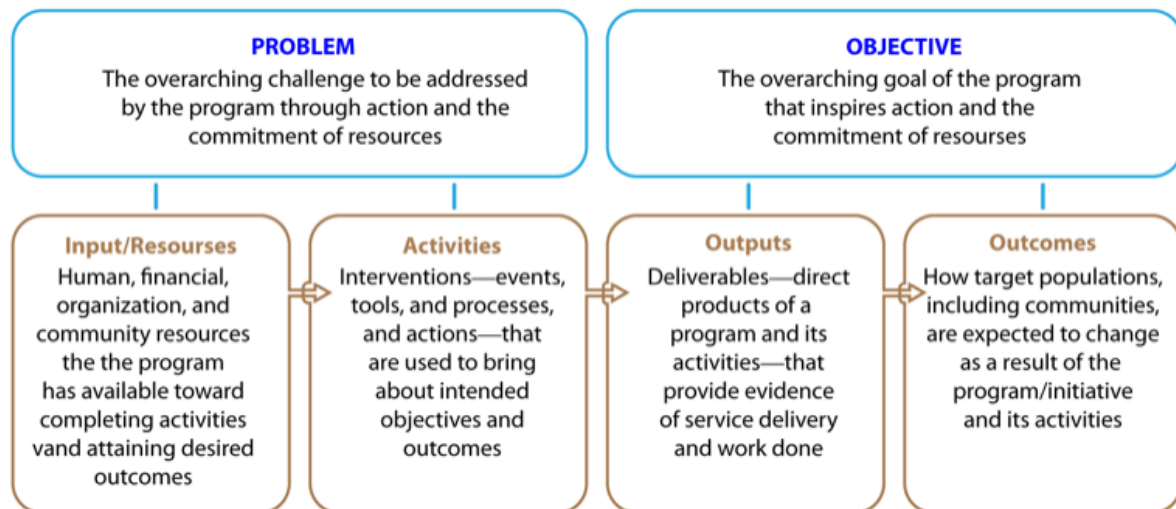 PROBLEM
The overarching challenge to be addressed
by the program through action and the
commitment of resources
OBJECTIVE
The overarching goal of the program
that inspires action and the
commitment of resourses
Input/Resourses
Human, financial,
organization, and
community resources
the the program
has available toward
completing activities
vand attaining desired
outcomes
Activities
Interventions—events,
tools, and processes,
and actions—that
are used to bring
about intended
objectives and
outcomes
Outputs
Deliverables—direct
products of a
program and its
activities—that
provide evidence
of service delivery
and work done
Outcomes
How target populations,
including communities,
are expected to change
as a result of the
program/initiative
and its activities